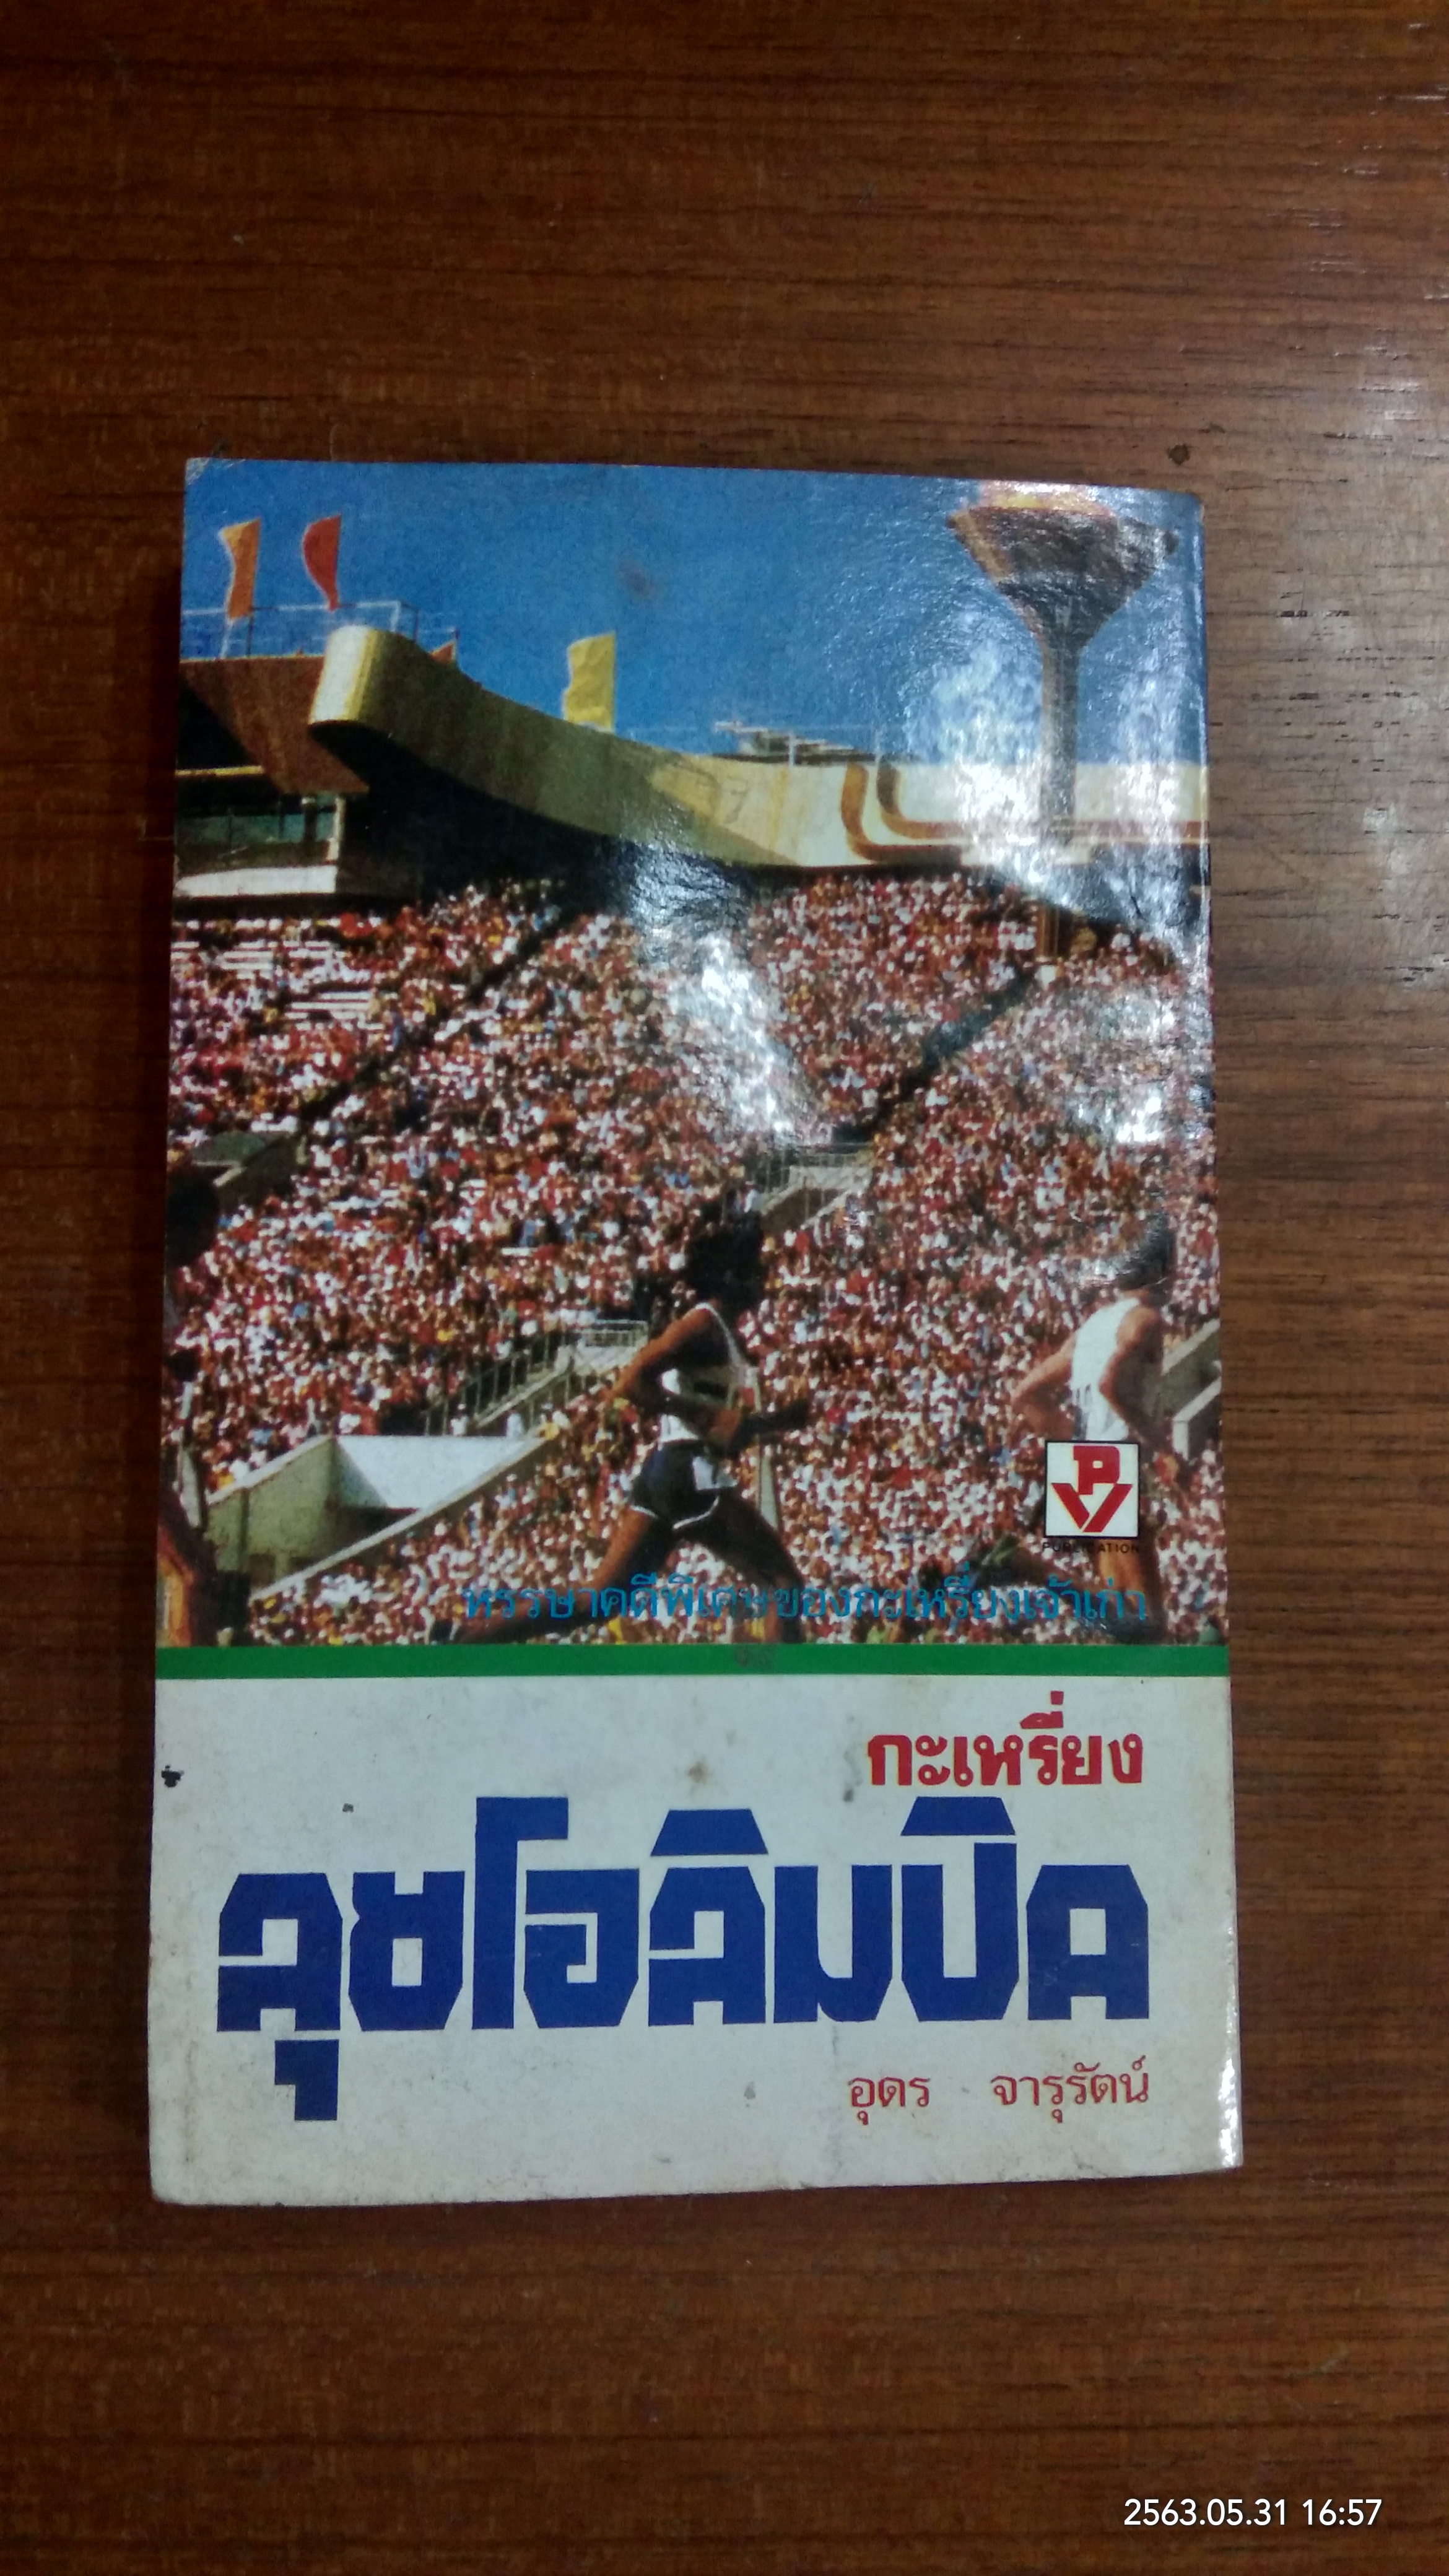 PV
PUBLICATION
หรรษาคดีพิเศษของกะเหรี่ยงเจ้าเก่า
กะเหรี่ยง
ลุยโอลิมปิค
อุดร จารุรัตน์
2563.05.31 16:57